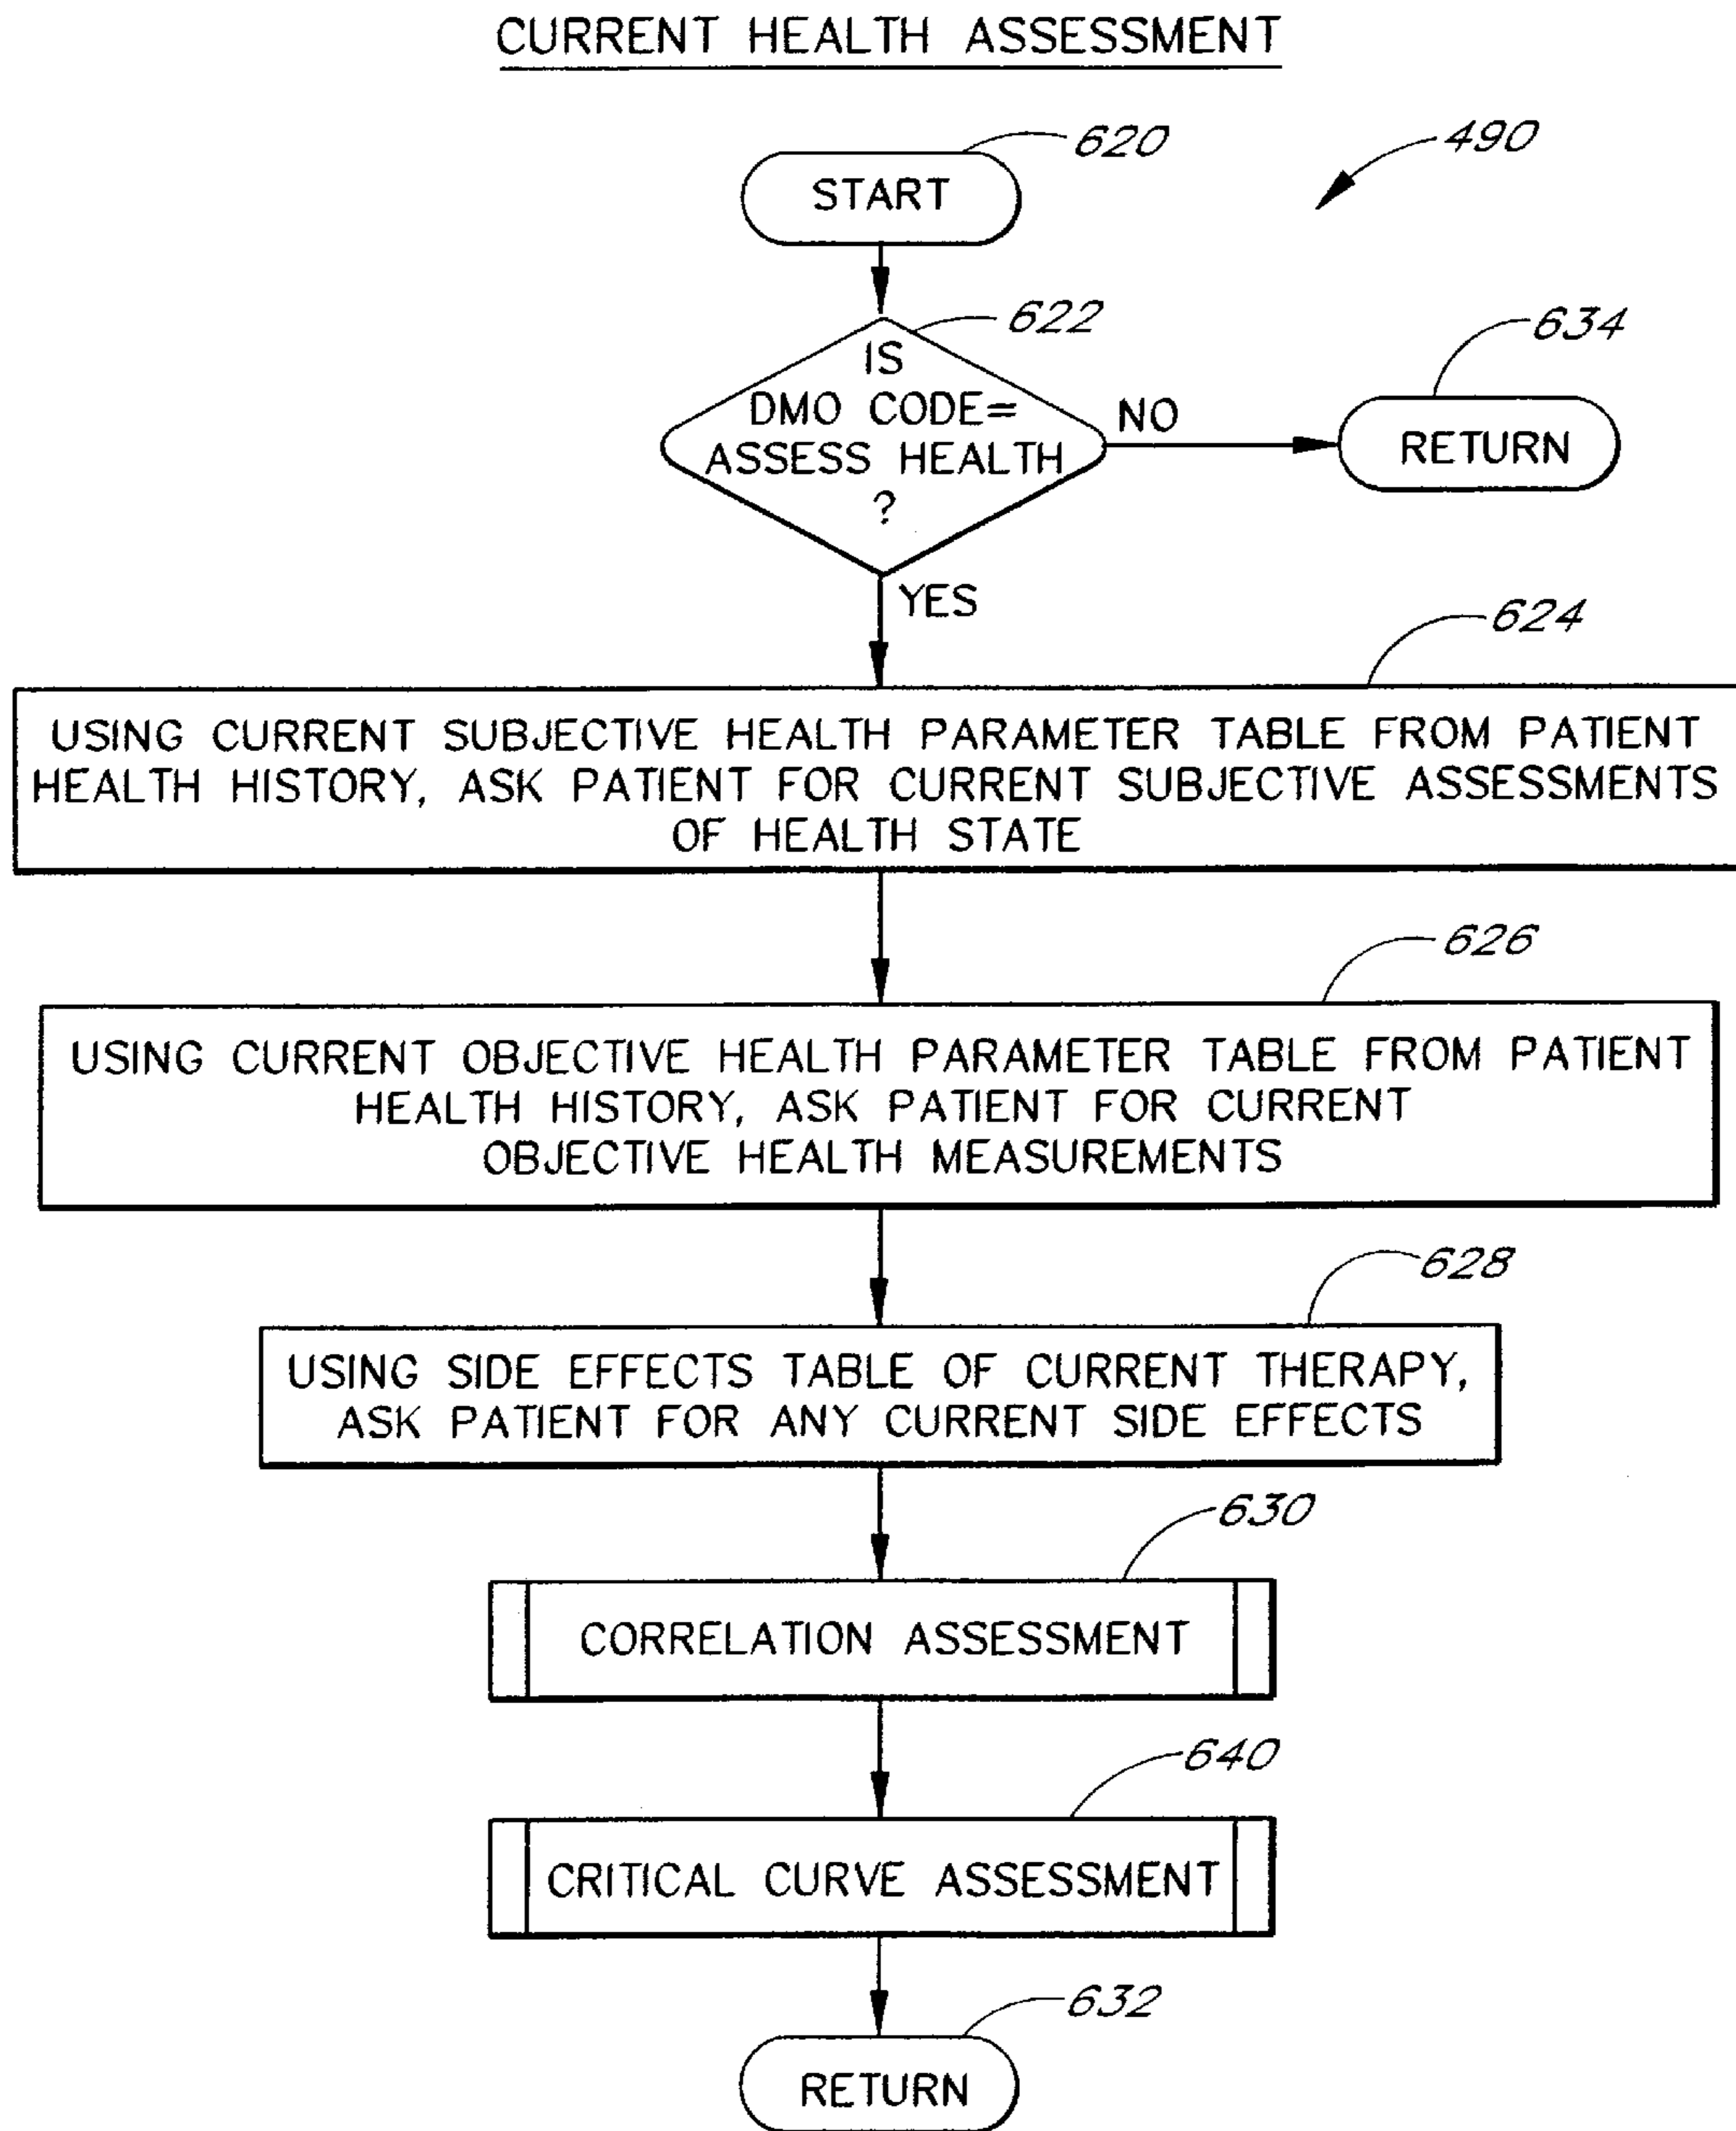 CURRENT HEALTH ASSESSMENT
620
490
START
622
634
IS
DMO CODE=
ASSESS HEALTH
?
NO
RETURN
YES
624
USING CURRENT SUBJECTIVE HEALTH PARAMETER TABLE FROM PATIENT
HEALTH HISTORY, ASK PATIENT FOR CURRENT SUBJECTIVE ASSESSMENTS
OF HEALTH STATE
626
USING CURRENT OBJECTIVE HEALTH PARAMETER TABLE FROM PATIENT
HEALTH HISTORY, ASK PATIENT FOR CURRENT
OBJECTIVE HEALTH MEASUREMENTS
628
USING SIDE EFFECTS TABLE OF CURRENT THERAPY,
ASK PATIENT FOR ANY CURRENT SIDE EFFECTS
630
CORRELATION ASSESSMENT
640
CRITICAL CURVE ASSESSMENT
632
RETURN